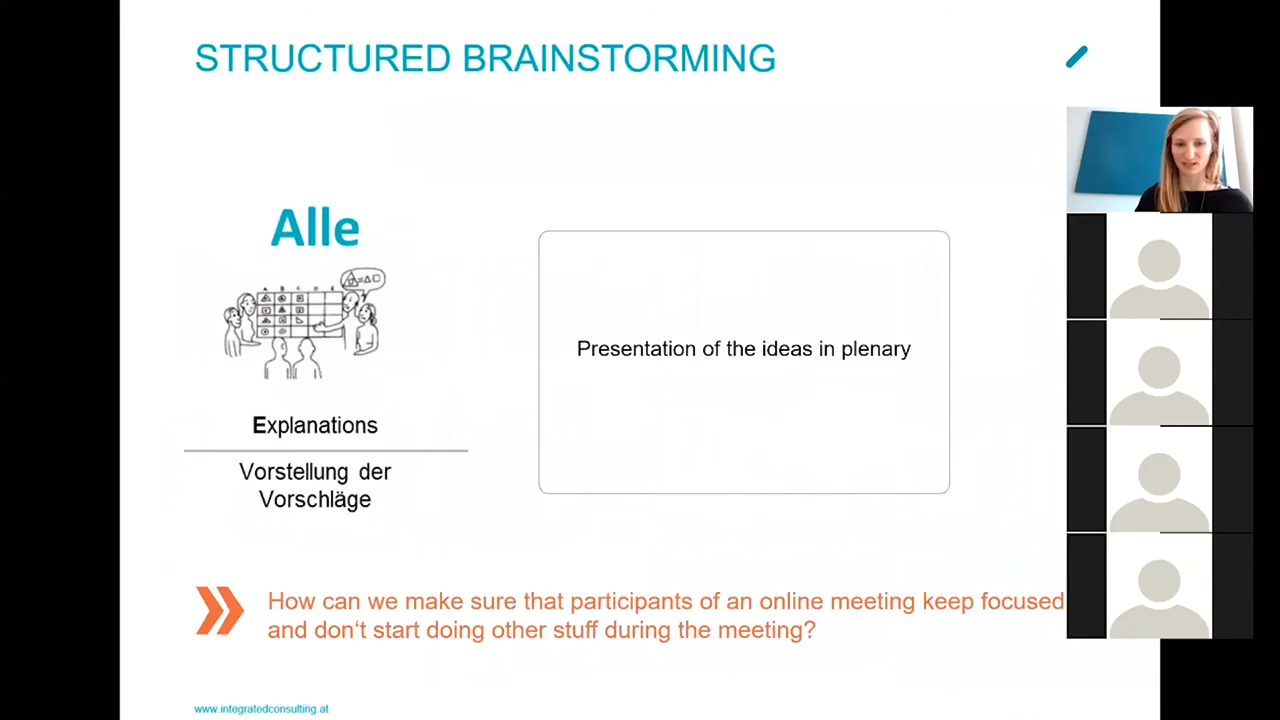 STRUCTURED BRAINSTORMING
Alle
A B C D E
Explanations
Vorstellung der
Vorschläge
Presentation of the ideas in plenary
How can we make sure that participants of an online meeting keep focused
and don‘t start doing other stuff during the meeting?
www.integratedconsulting.at